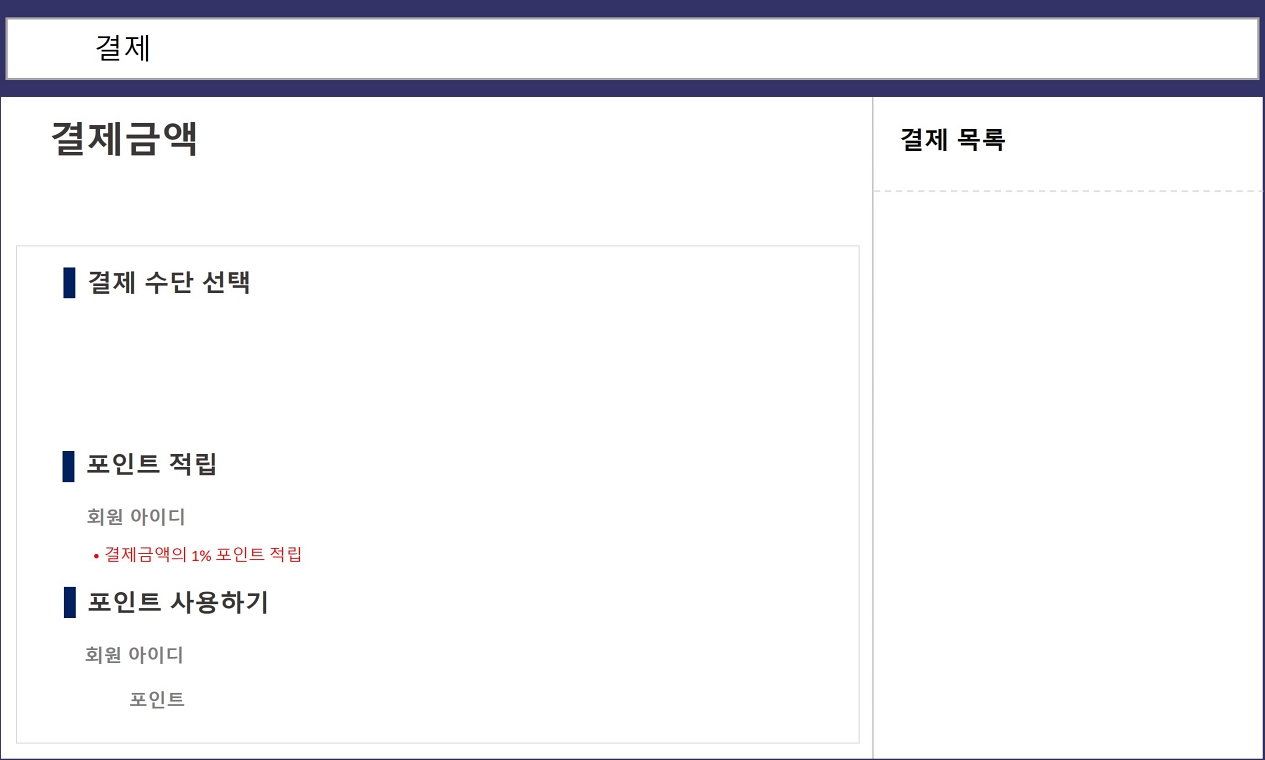 결제
결제금액
결제 수단 선택
포인트 적립
회원 아이디
• 결제금액의 1% 포인트 적립
포인트 사용하기
회원 아이디
포인트
결제 목록